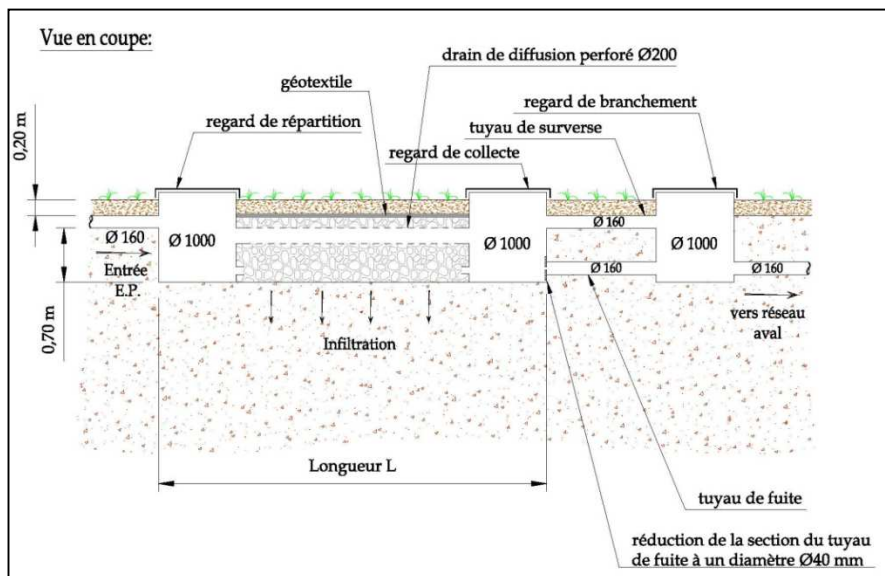 Vue en coupe:
drain de diffusion perforé Ø200
géotextile
regard de branchement
regard de répartition
tuyau de surverse
regard de collecte
0,20 m
Ø 160
Ø 160
Ø 1000
Ø 1000
Ø 1000
Entrée
E.P.
Ø 160
Ø 160
0,70 m
vers réseau
aval
Infiltration
Longueur L
tuyau de fuite
réduction de la section du tuyau
de fuite à un diamètre Ø40 mm